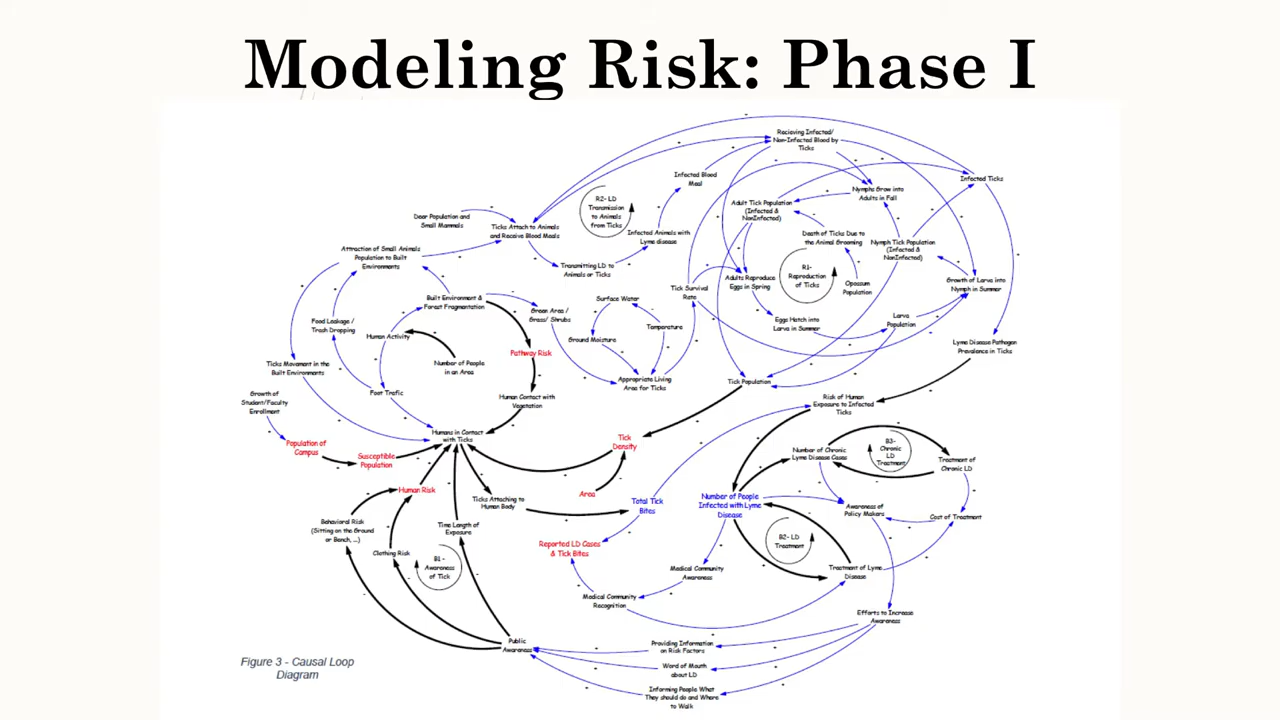 Modeling Risk: Phase I
Recieving Infected/
Non-Infected Blood by
Ticks
Infected Blood
Meal
Infected Ticks
Nymphs Grow into
Adults in Fall
R2- LD
Transmission
to Animals
from Ticks
Adult Tick Population
(Infected &
NonInfected)
Deer Population and
Small Mammals
Ticks Attach to Animals
and Receive Blood Meals
Infected Animals with
Lyme disease
Death of Ticks Due to
the Animal Grooming
Nymph Tick Population
(Infected &
NonInfected)
Attraction of Small Animals
Population to Built
Environments
Transmitting LD to
Animals or Ticks
R1-
Reproduction
of Ticks
Adults Reproduce
Eggs in Spring
Opossum
Population
Growth of Larva into
Nymph in Summer
Tick Survival
Rate
Built Environment &
Forest Fragmentation
Surface Water
Green Area /
Grass/ Shrubs
Eggs Hatch into
Larva in Summer
Larva
Population
Food Leakage /
Trash Dropping
Human Activity
Temperature
Ground Moisture
Lyme Disease Pathogen
Prevalence in Ticks
Pathway Risk
Number of People
in an Area
Ticks Movement in the
Built Environments
Appropriate Living
Area for Ticks
Tick Population
Foot Trafic
Human Contact with
Vegetation
Growth of
Student/Faculty
Enrollment
Risk of Human
Exposure to Infected
Ticks
Humans in Contact
with Ticks
Tick
Density
Population of
Campus
Susceptible
Population
Number of Chronic
Lyme Disease Cases
B3-
Chronic
LD
Treatment
Treatment of
Chronic LD
Human Risk
Area
Ticks Attaching to
Human Body
Total Tick
Bites
Number of People
Infected with Lyme
Disease
Awareness of
Policy Makers
Cost of Treatment
Behavioral Risk
(Sitting on the Ground
or Bench, ...)
Time Length of
Exposure
Clothing Risk
B1 -
Awareness
of Tick
Reported LD Cases
& Tick Bites
B2- LD
Treatment
Medical Community
Awareness
Treatment of Lyme
Disease
Medical Community
Recognition
Efforts to Increase
Awareness
Public
Awareness
Providing Information
on Risk Factors
Word of Mouth
about LD
Informing People What
They should do and Where
to Walk
Figure 3 - Causal Loop
Diagram